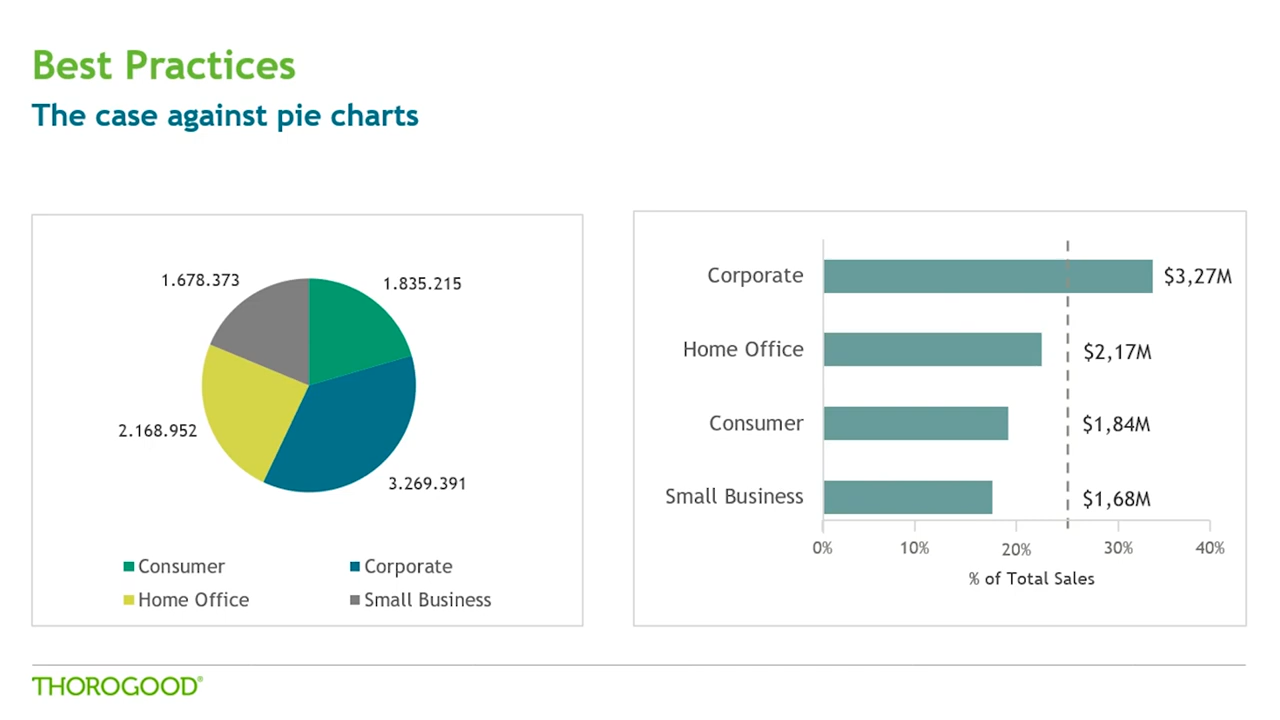 Best Practices
The case against pie charts
1.678.373
1.835.215
2.168.952
3.269.391
Consumer
Corporate
Home Office
Small Business
Corporate
$3,27M
Home Office
$2,17M
Consumer
$1,84M
Small Business
$1,68M
0% 10% 20% 30% 40%
% of Total Sales
THOROGOOD®